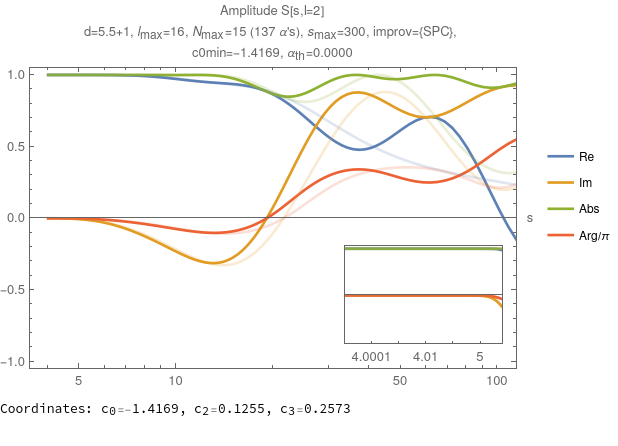 Amplitude S[s,l=2]
d=5.5+1, lmax=16, Nmax=15 (137 α's), smax=300, improv={SPC},
c0min=-1.4169, αth=0.0000
1.0
0.5
0.0
-0.5
-1.0
s
Re
Im
Abs
Arg/π
4.0001 4.01 5
5 10 50 100
Coordinates: c0=-1.4169, c2=0.1255, c3=0.2573